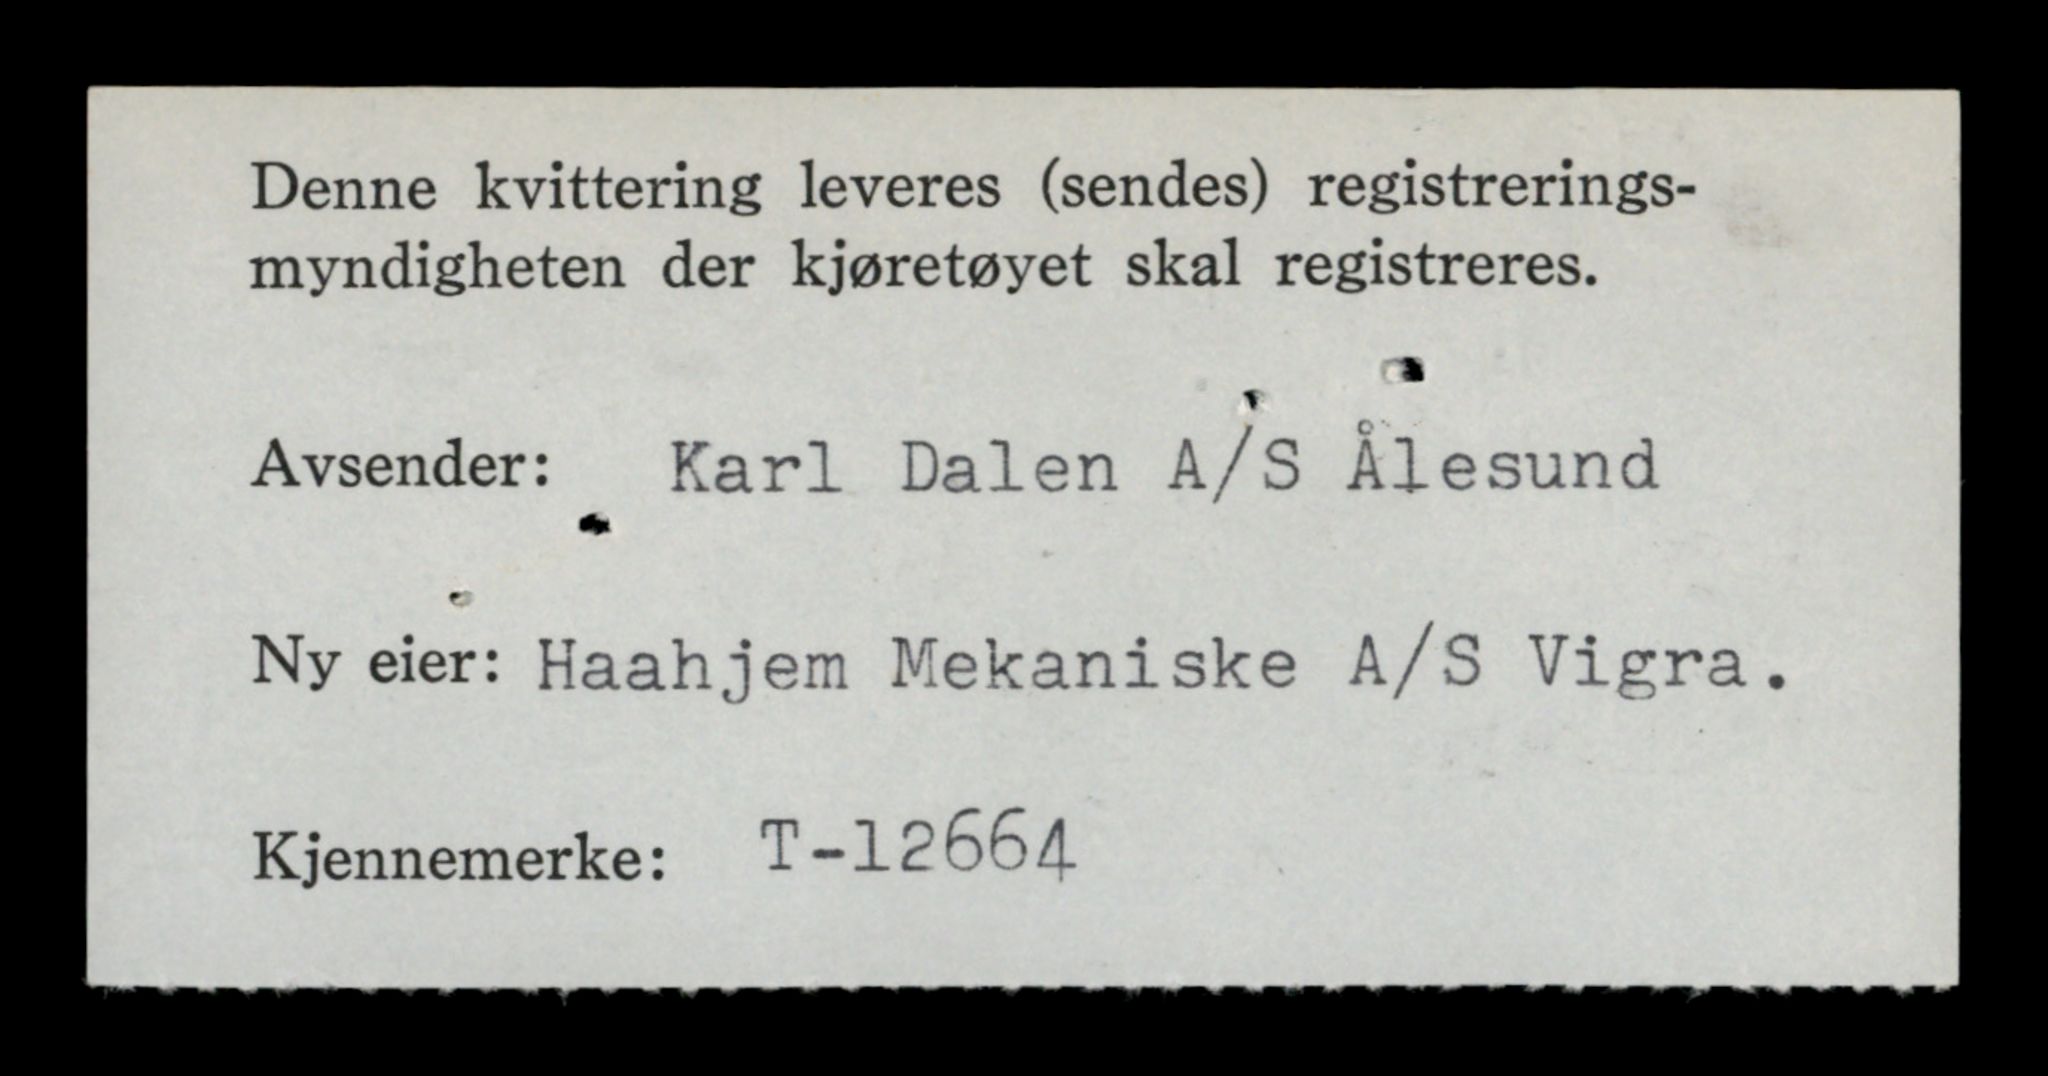 Denne kvittering leveres (sendes) registrerings-
myndigheten der kjøretøyet skal registreres.
Avsender: Karl Dalen A/S Ålesund
Ny eier: Haahjem Mekaniske A/S Vigra.
Kjennemerke: T-12664